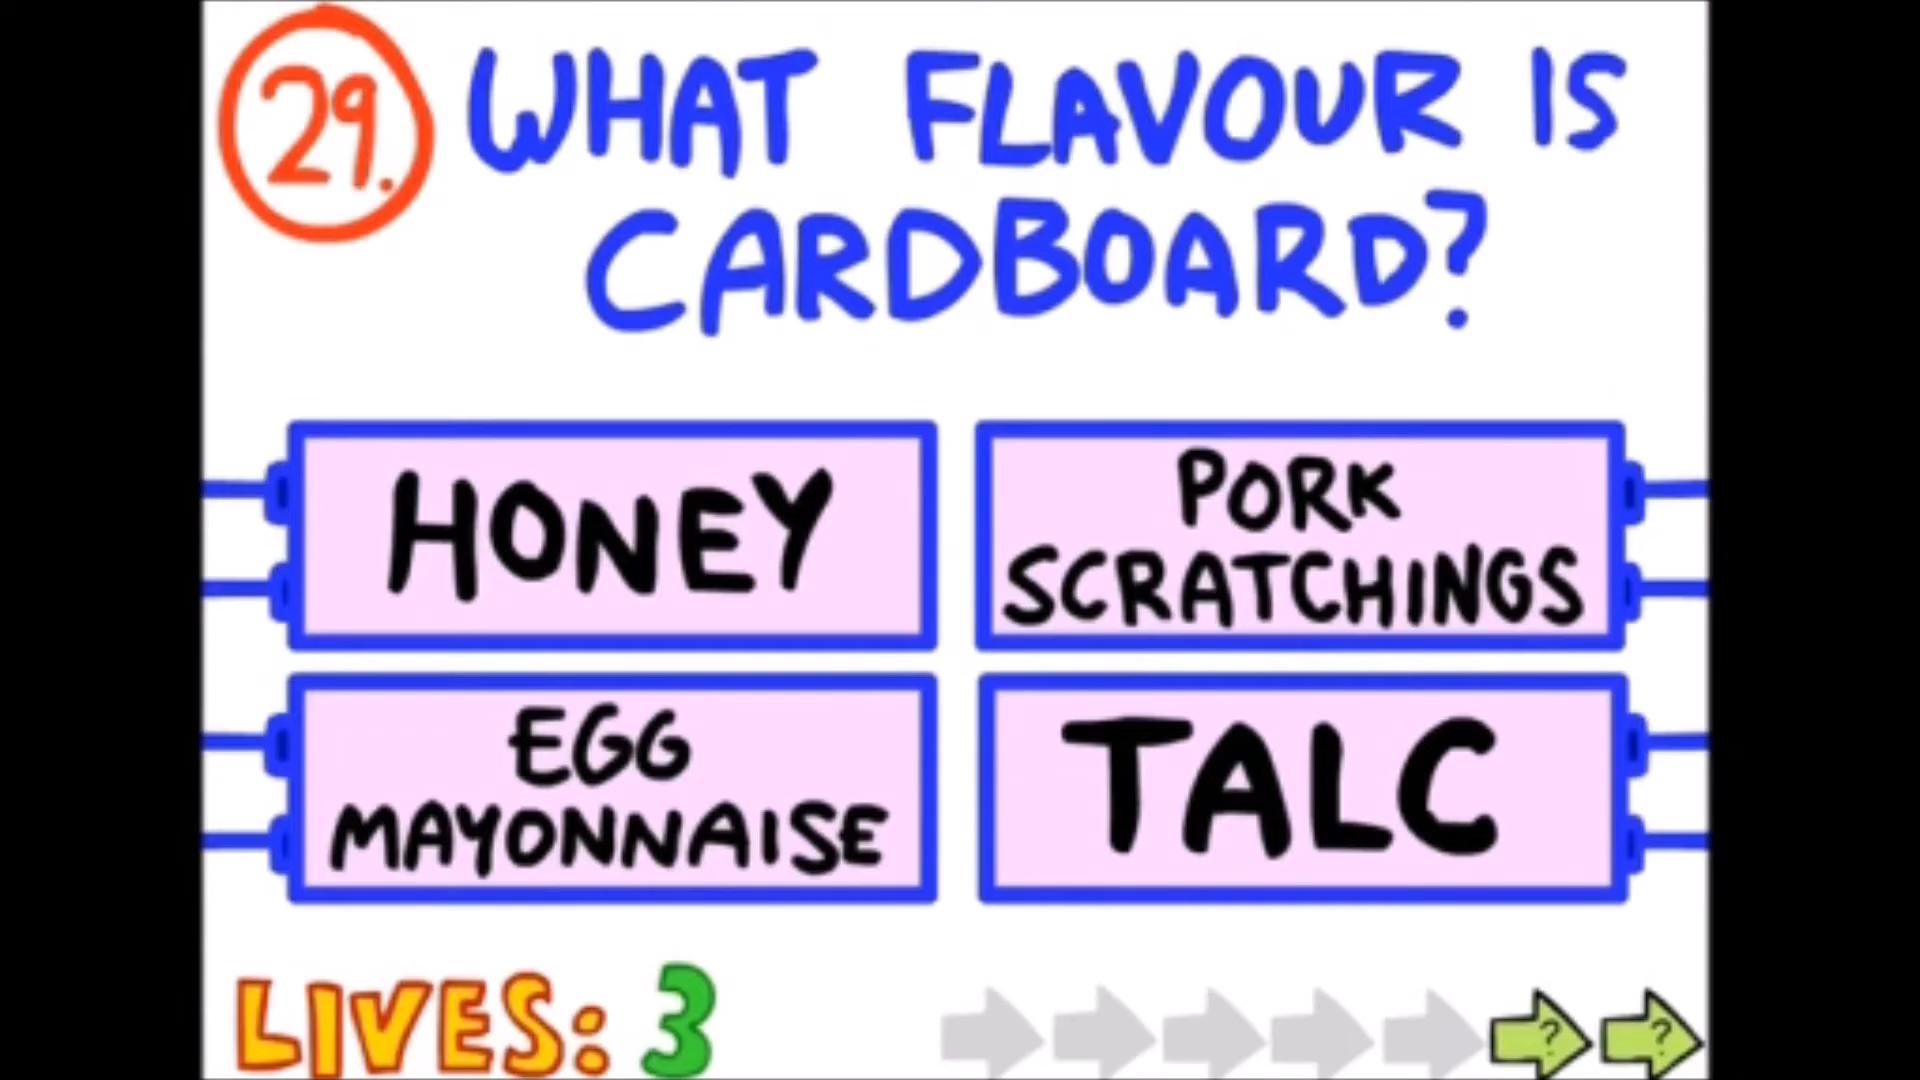 29. WHAT FLAVOUR IS
CARDBOARD?
HONEY
PORK
SCRATCHINGS
EGG
MAYONNAISE
TALC
LIVES: 3
? ?